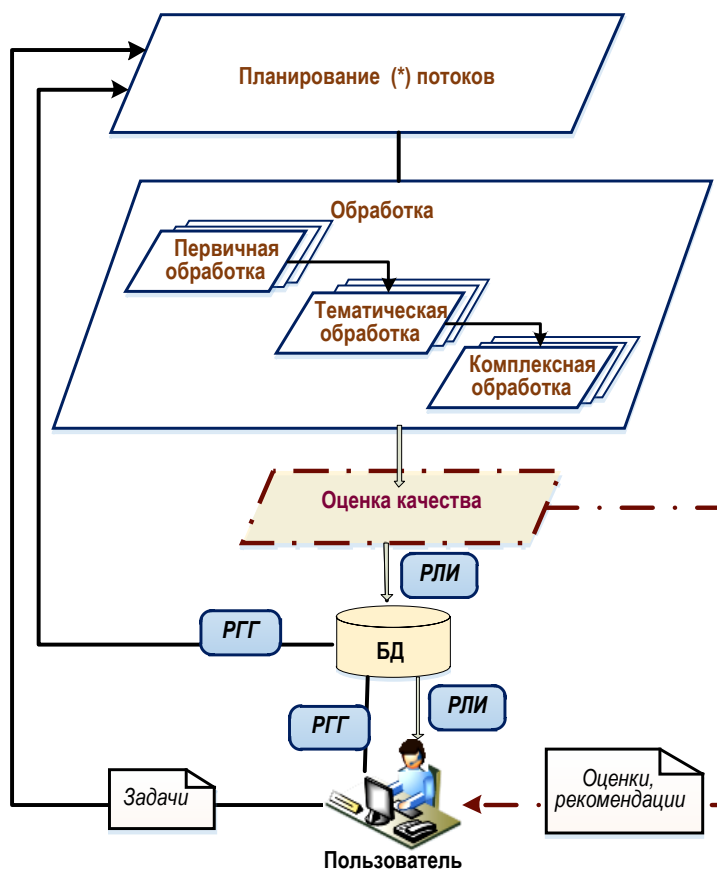 Планирование (*) потоков
Обработка
Первичная
обработка
Тематическая
обработка
Комплексная
обработка
Оценка качества
РЛИ
РГГ
БД
РГГ
РЛИ
Задачи
Оценки,
рекомендации
Пользователь